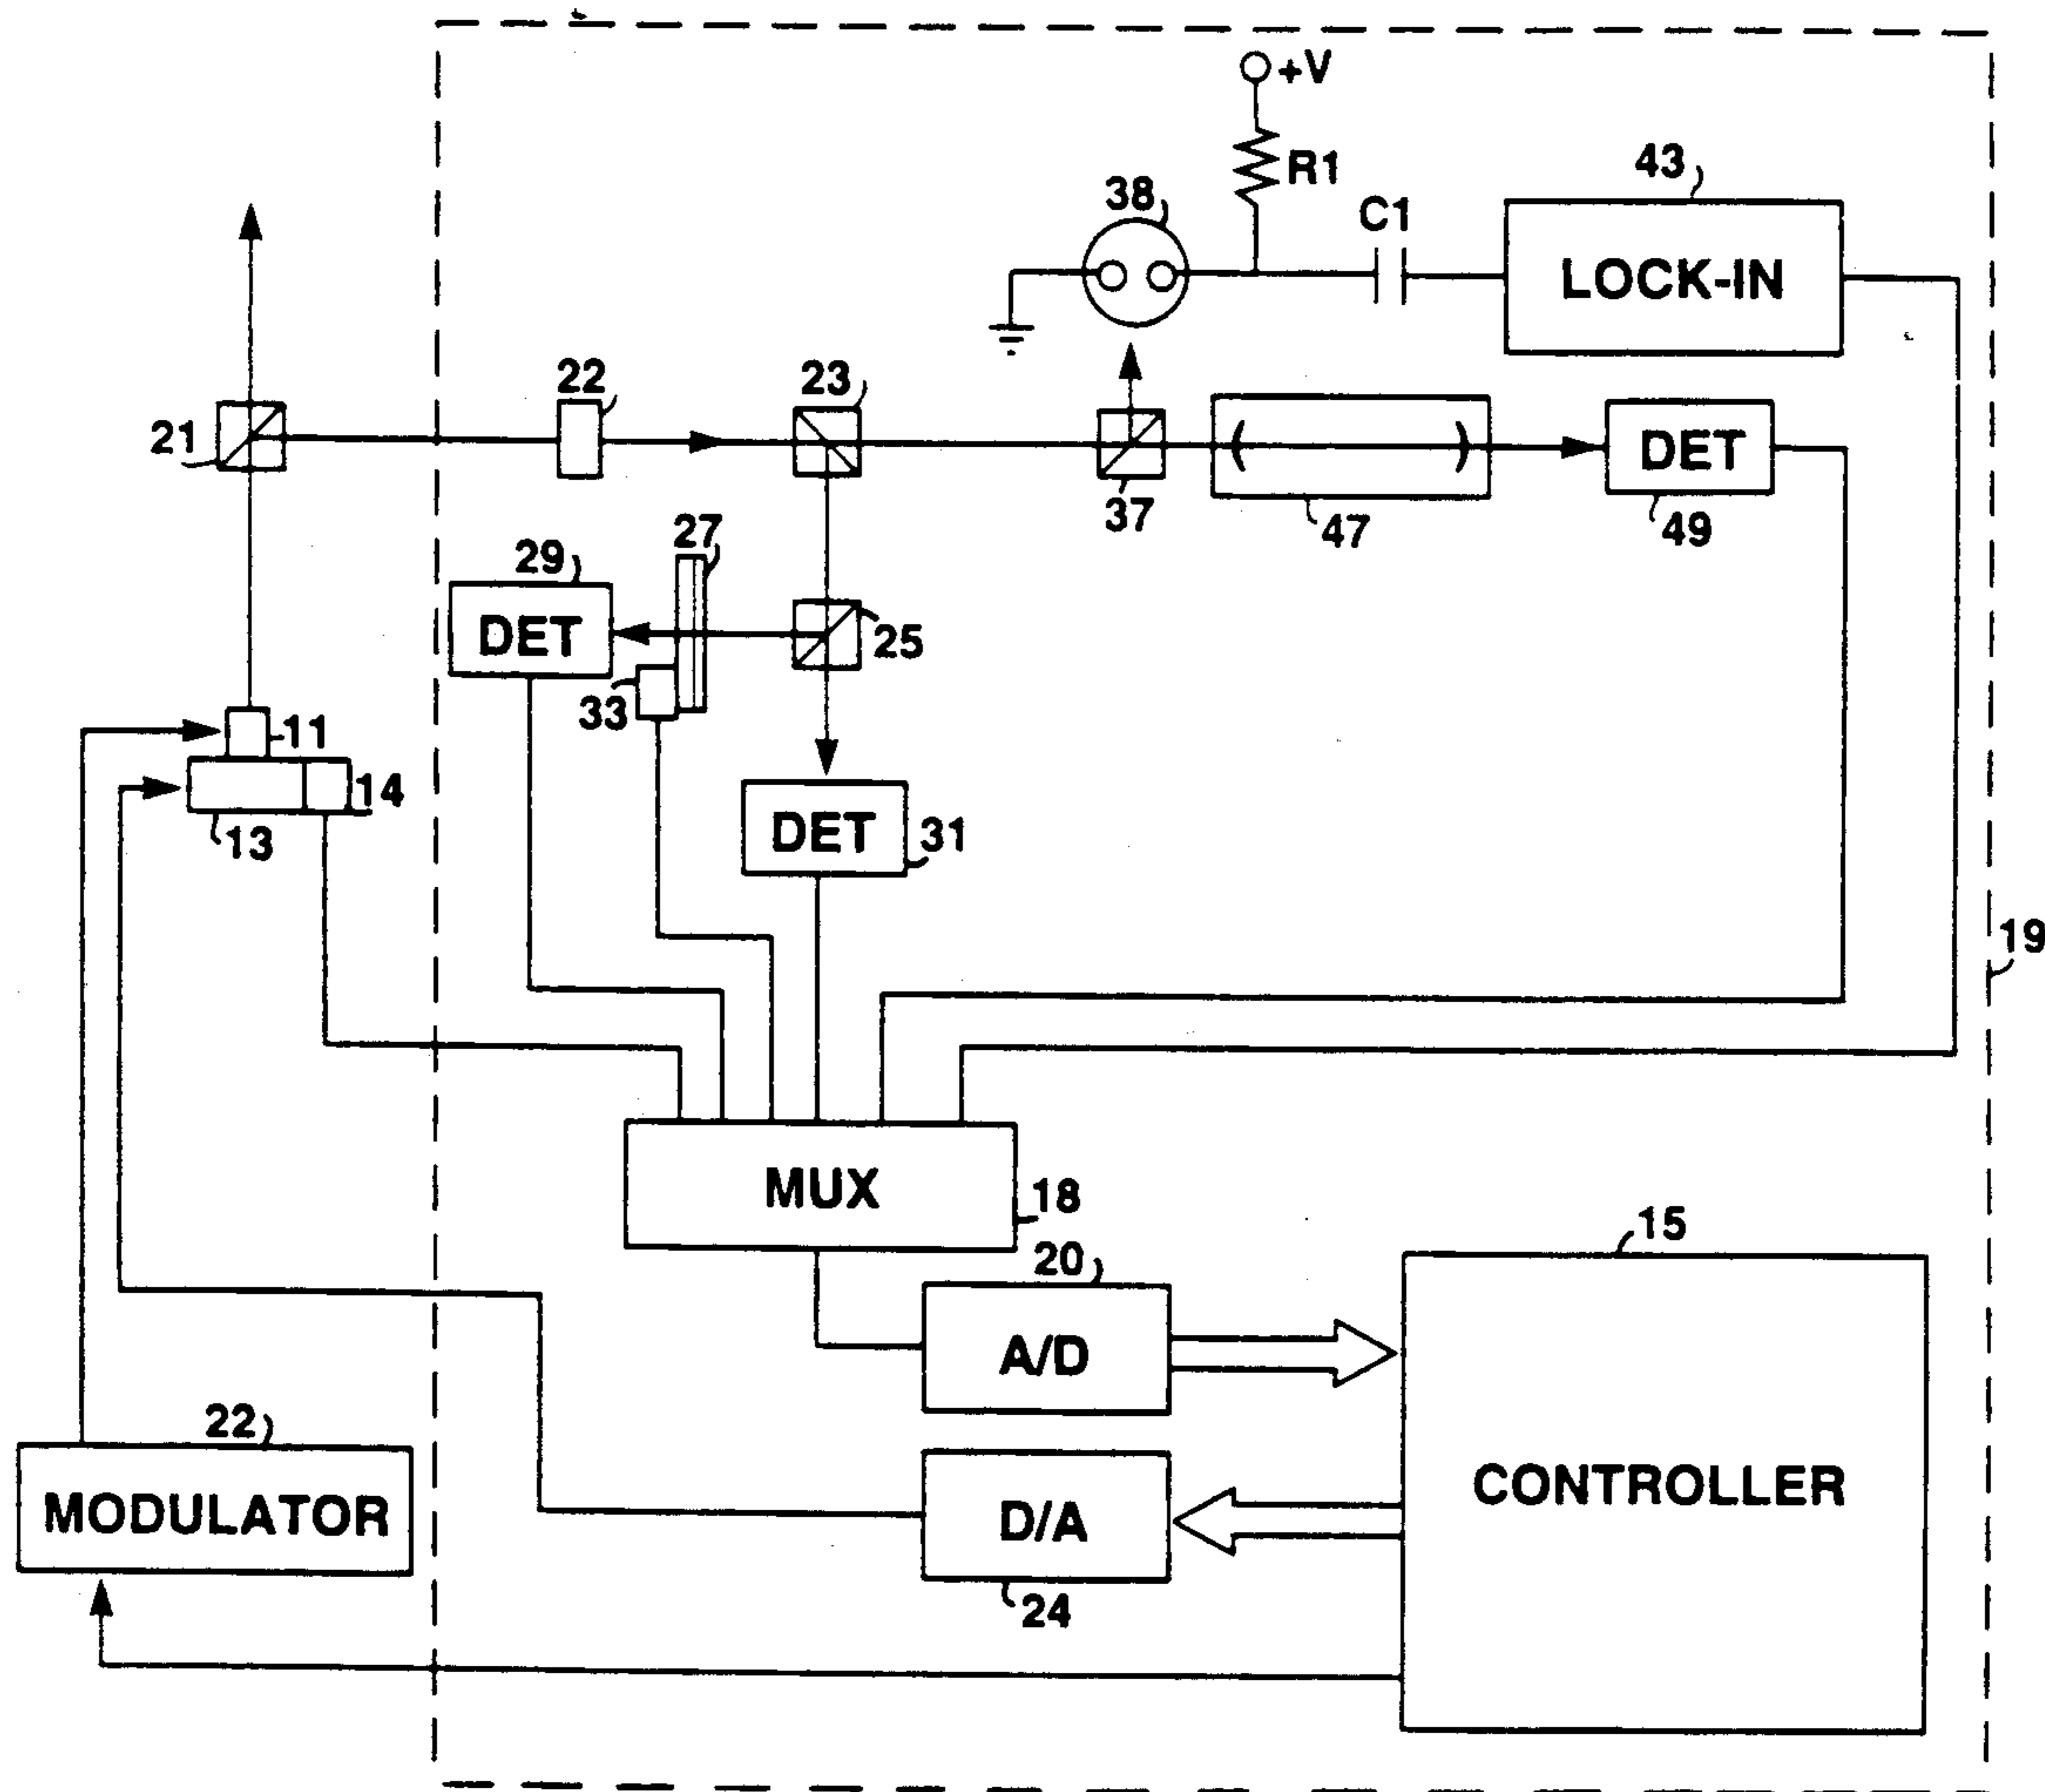 +V
R1
38
C1
43
LOCK-IN
21
22
23
37
47
DET
49
29
DET
27
33
25
11
14
13
DET
31
19
MUX
18
20
A/D
15
CONTROLLER
22
MODULATOR
D/A
24